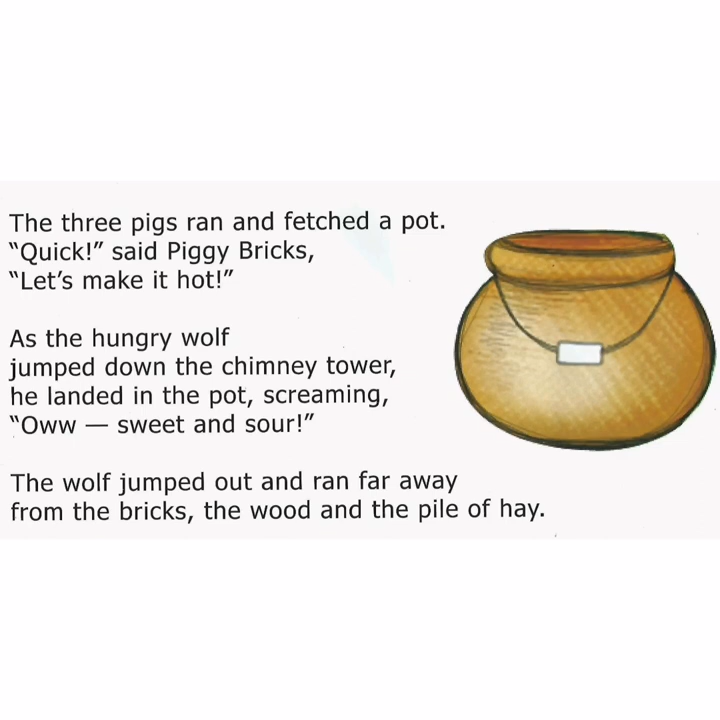 The three pigs ran and fetched a pot.
“Quick!” said Piggy Bricks,
“Let’s make it hot!”
As the hungry wolf
jumped down the chimney tower,
he landed in the pot, screaming,
“Oww — sweet and sour!”
The wolf jumped out and ran far away
from the bricks, the wood and the pile of hay.